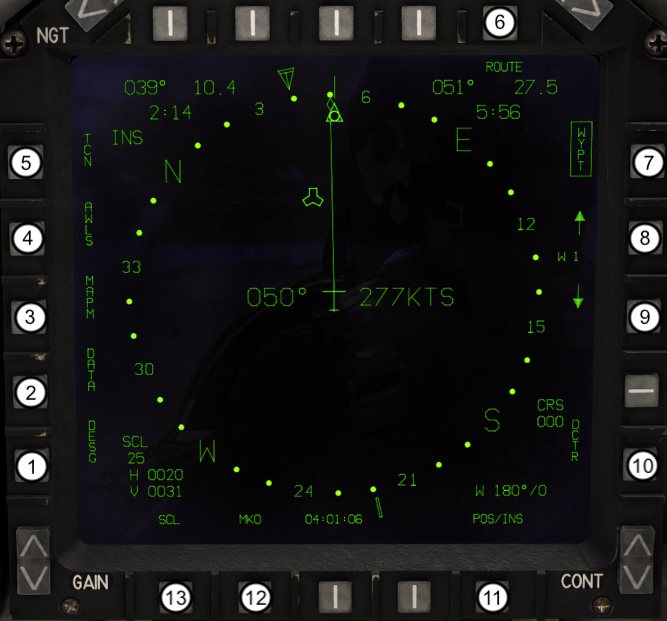 6
NGT
ROUTE
039° 10.4
051° 27.5
2:14
3
6
5:56
INS
E
WYPT
TCN
5
7
N
AWLS
4
12
8
33
W 1
050°
277KTS
MAPM
3
15
9
30
DATA
2
CRS
000
S
DCTR
DESG
1
SCL
25
W
10
H 0020
V 0031
24
21
W 180°/0
SCL
MKO
04:01:06
POS/INS
GAIN
CONT
13
12
11